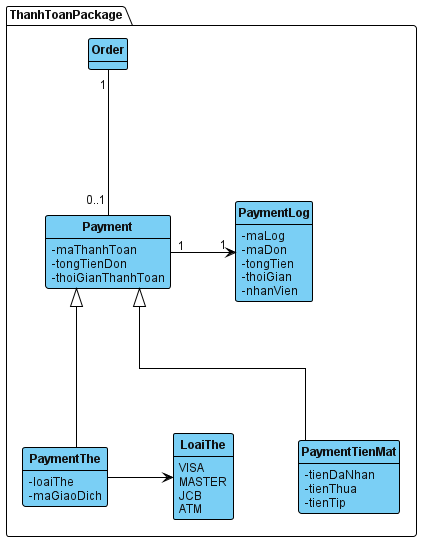 ThanhToanPackage
Order
1
0..1
Payment
-maThanhToan
-tongTienDon
-thoiGianThanhToan
1
1
PaymentLog
-maLog
-maDon
-tongTien
-thoiGian
-nhanVien
PaymentThe
-loaiThe
-maGiaoDich
LoaiThe
VISA
MASTER
JCB
ATM
PaymentTienMat
-tienDaNhan
-tienThua
-tienTip